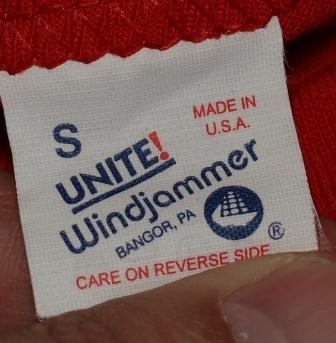 S
MADE IN
U.S.A.
UNITE!
Windjammer
BANGOR, PA
®
CARE ON REVERSE SIDE